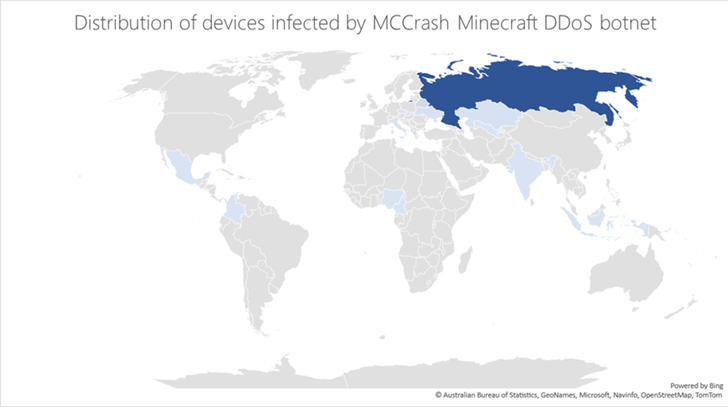 Distribution of devices infected by MCCrash Minecraft DDoS botnet
Powered by Bing
© Australian Bureau of Statistics, GeoNames, Microsoft, Navinfo, OpenStreetMap, TomTom